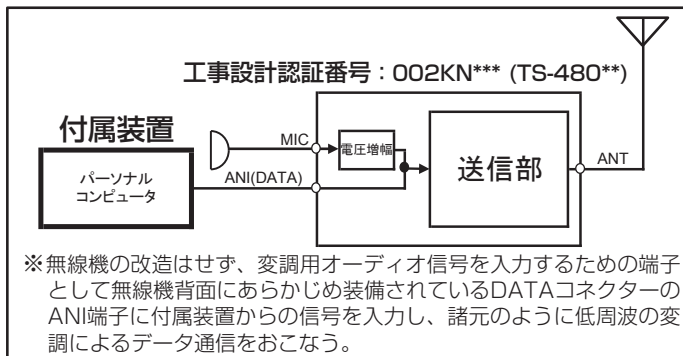 工事設計認証番号：002KN*** (TS-480**)
付属装置
パーソナル
コンピュータ
MIC
ANI(DATA)
電圧増幅
送信部
ANT
※無線機の改造はせず、変調用オーディオ信号を入力するための端子
として無線機背面にあらかじめ装備されているDATAコネクターの
ANI端子に付属装置からの信号を入力し、諸元のように低周波の変
調によるデータ通信をおこなう。